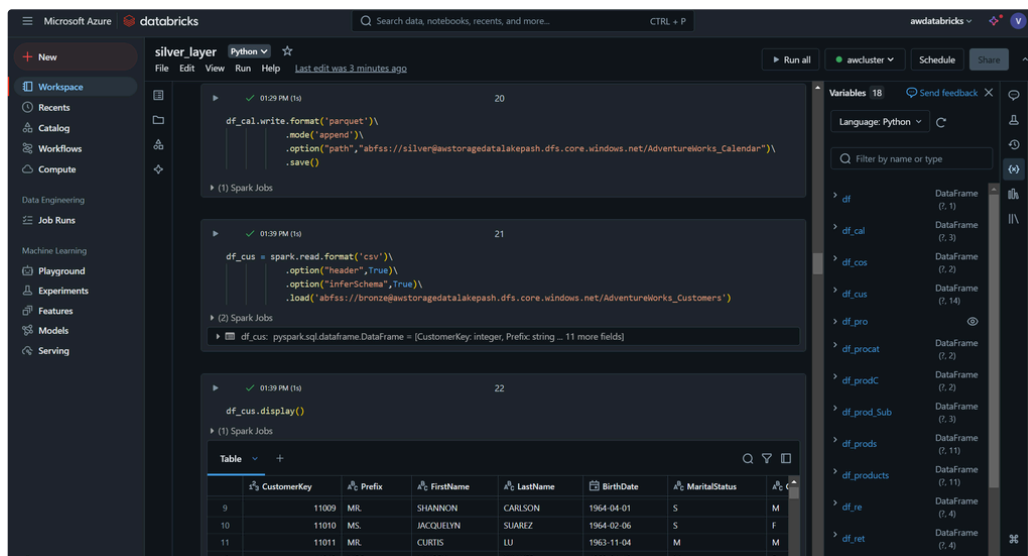 Microsoft Azure databricks Search data, notebooks, recents, and more... CTRL + P awdatabricks V
New
Workspace
Recents
Catalog
Workflows
Compute
Data Engineering
Job Runs
Machine Learning
Playground
Experiments
Features
Models
Serving
silver_layer Python
File Edit View Run Help Last edit was 3 minutes ago
Run all awcluster Schedule Share
01:29 PM (1s) 20
df_cal.write.format('parquet')\
.mode('append')\
.option("path","abfss://silver@awstoragedatalakepash.dfs.core.windows.net/AdventureWorks_Calendar")\
.save()
(1) Spark Jobs
01:39 PM (1s) 21
df_cus = spark.read.format('csv')\
.option("header",True)\
.option("inferSchema",True)\
.load('abfss://bronze@awstoragedatalakepash.dfs.core.windows.net/AdventureWorks_Customers')
(2) Spark Jobs
df_cus: pyspark.sql.dataframe.DataFrame = [CustomerKey: integer, Prefix: string ... 11 more fields]
01:39 PM (1s) 22
df_cus.display()
(1) Spark Jobs
Table +
CustomerKey Prefix FirstName LastName BirthDate MaritalStatus
9 11009 MR. SHANNON CARLSON 1964-04-01 S M
10 11010 MS. JACQUELYN SUAREZ 1964-02-06 S F
11 11011 MR. CURTIS LU 1963-11-04 M M
Variables 18 Send feedback
Language: Python
Filter by name or type
df DataFrame
(?, 1)
df_cal DataFrame
(?, 3)
df_cos DataFrame
(?, 2)
df_cus DataFrame
(?, 14)
df_pro
df_procat DataFrame
(?, 2)
df_prodC DataFrame
(?, 2)
df_prod_Sub DataFrame
(?, 3)
df_prods DataFrame
(?, 11)
df_products DataFrame
(?, 11)
df_re DataFrame
(?, 4)
df_ret DataFrame
(?, 4)